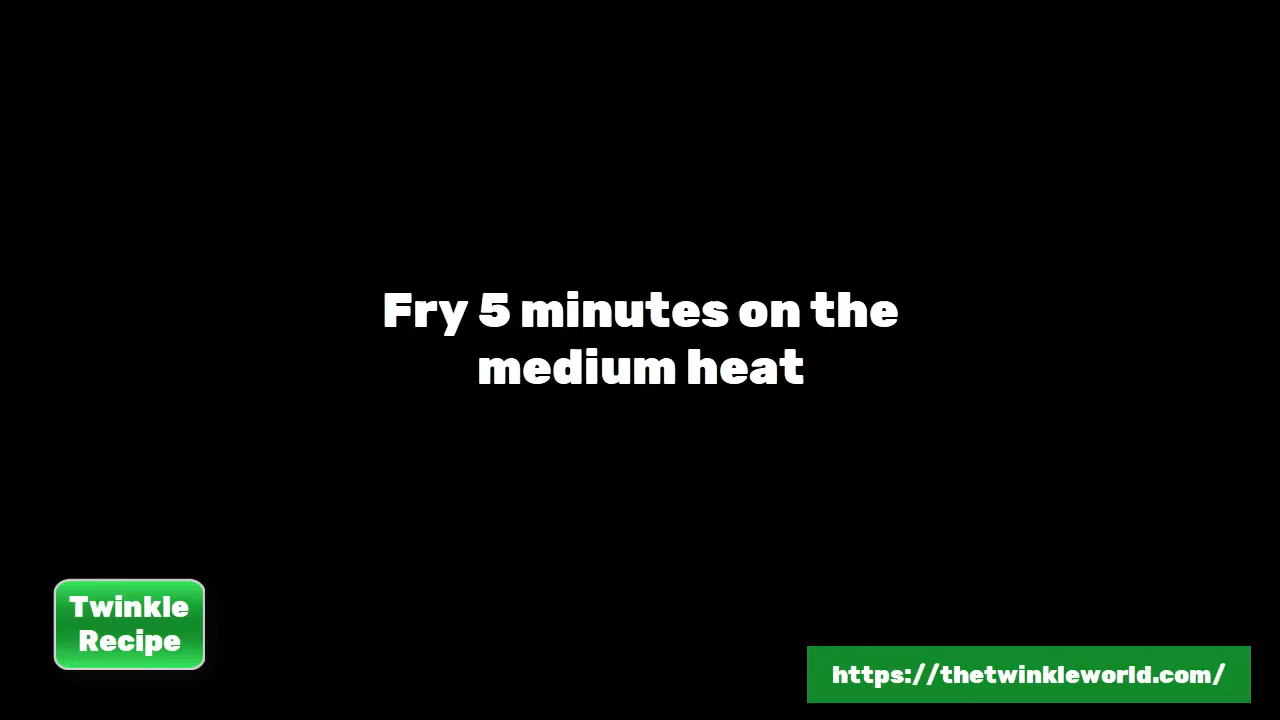 Fry 5 minutes on the
medium heat
Twinkle
Recipe
https://thetwinkleworld.com/